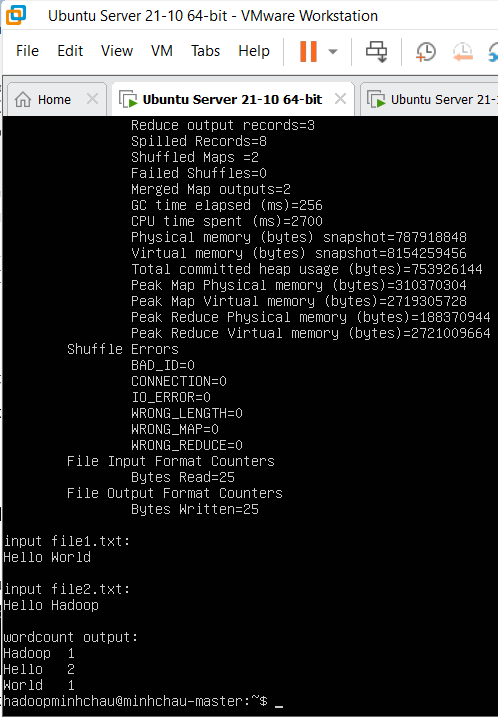 Ubuntu Server 21-10 64-bit - VMware Workstation
File Edit View VM Tabs Help
Home Ubuntu Server 21-10 64-bit Ubuntu Server 21-1
Reduce output records=3
Spilled Records=8
Shuffled Maps =2
Failed Shuffles=0
Merged Map outputs=2
GC time elapsed (ms)=256
CPU time spent (ms)=2700
Physical memory (bytes) snapshot=787918848
Virtual memory (bytes) snapshot=8154259456
Total committed heap usage (bytes)=753926144
Peak Map Physical memory (bytes)=310370304
Peak Map Virtual memory (bytes)=2719305728
Peak Reduce Physical memory (bytes)=188370944
Peak Reduce Virtual memory (bytes)=2721009664
Shuffle Errors
BAD_ID=0
CONNECTION=0
IO_ERROR=0
WRONG_LENGTH=0
WRONG_MAP=0
WRONG_REDUCE=0
File Input Format Counters
Bytes Read=25
File Output Format Counters
Bytes Written=25
input file1.txt:
Hello World
input file2.txt:
Hello Hadoop
wordcount output:
Hadoop 1
Hello 2
World 1
hadoopminhchau@minhchau-master:~$ _